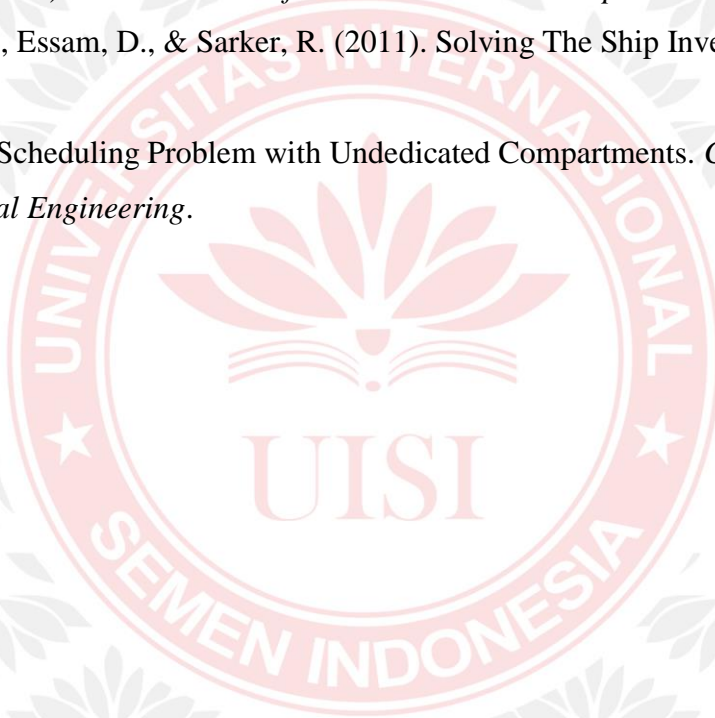 , Essam, D., & Sarker, R. (2011). Solving The Ship Inve
Scheduling Problem with Undedicated Compartments.
al Engineering.
UNIVERSITAS INTERNASIONAL
UISI
SEMEN INDONESIA